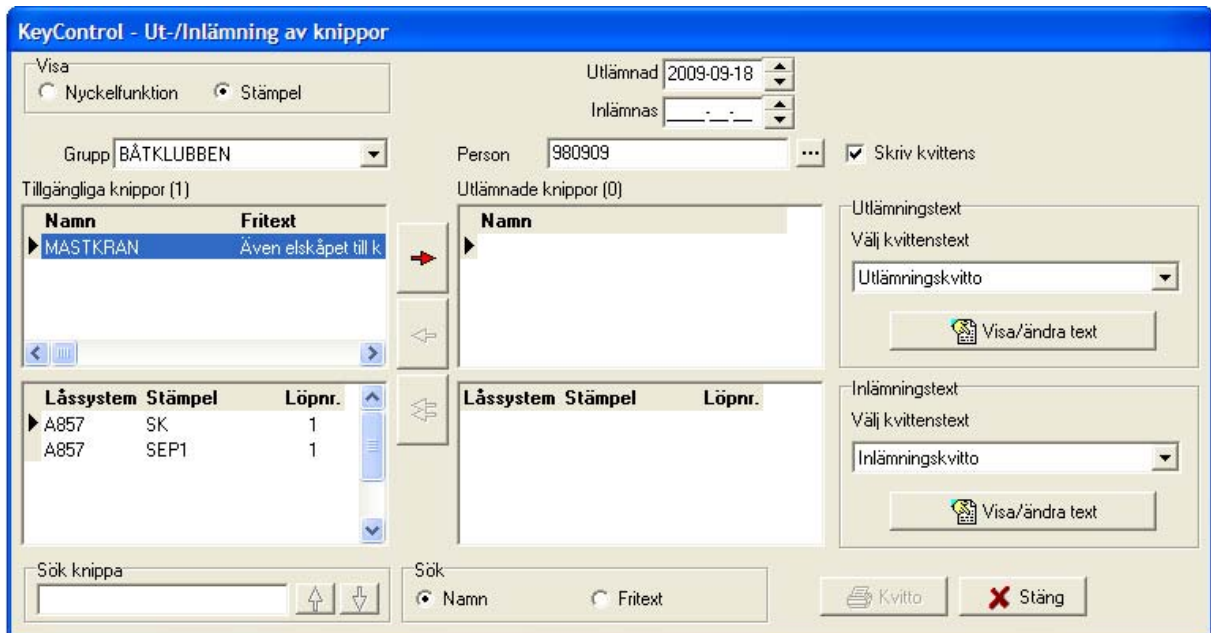 KeyControl - Ut-/Inlämning av knippor
Visa
Nyckelfunktion Stämpel
Utlämnad 2009-09-18
Inlämnas ____-__-__
Grupp BÅTKLUBBEN
Person 980909 ... Skriv kvittens
Tillgängliga knippor (1)
Namn Fritext
MASTKRAN Även elskåpet till k
Utlämnade knippor (0)
Namn
Utlämningstext
Välj kvittenstext
Utlämningskvitto
Visa/ändra text
Låssystem Stämpel Löpnr.
A857 SK 1
A857 SEP1 1
Låssystem Stämpel Löpnr.
Inlämningstext
Välj kvittenstext
Inlämningskvitto
Visa/ändra text
Sök knippa
Sök
Namn Fritext
Kvitto
Stäng